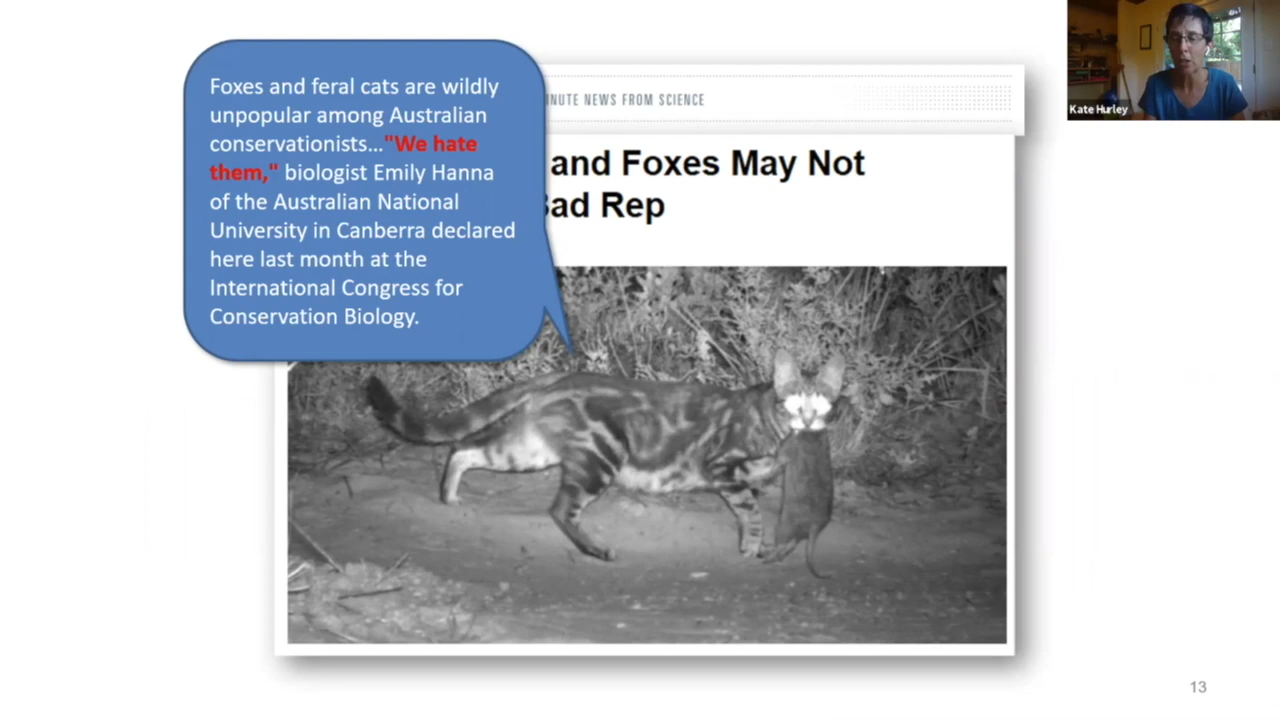 Foxes and feral cats are wildly
unpopular among Australian
conservationists..."We hate
them," biologist Emily Hanna
of the Australian National
University in Canberra declared
here last month at the
International Congress for
Conservation Biology.
NEWS FROM SCIENCE
and Foxes May Not
Rep
Kate Hurley
13